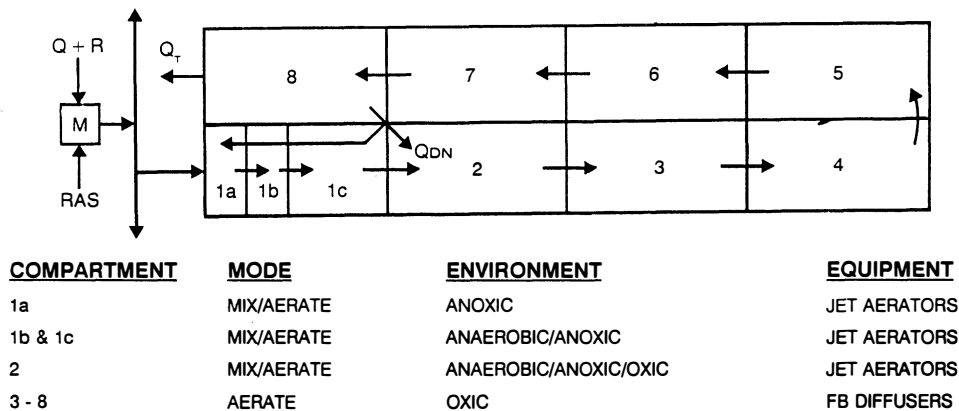 Q + R
M
RAS
QT
8
7
6
5
QDN
1a
1b
1c
2
3
4
COMPARTMENT MODE ENVIRONMENT EQUIPMENT
1a MIX/AERATE ANOXIC JET AERATORS
1b & 1c MIX/AERATE ANAEROBIC/ANOXIC JET AERATORS
2 MIX/AERATE ANAEROBIC/ANOXIC/OXIC JET AERATORS
3 - 8 AERATE OXIC FB DIFFUSERS